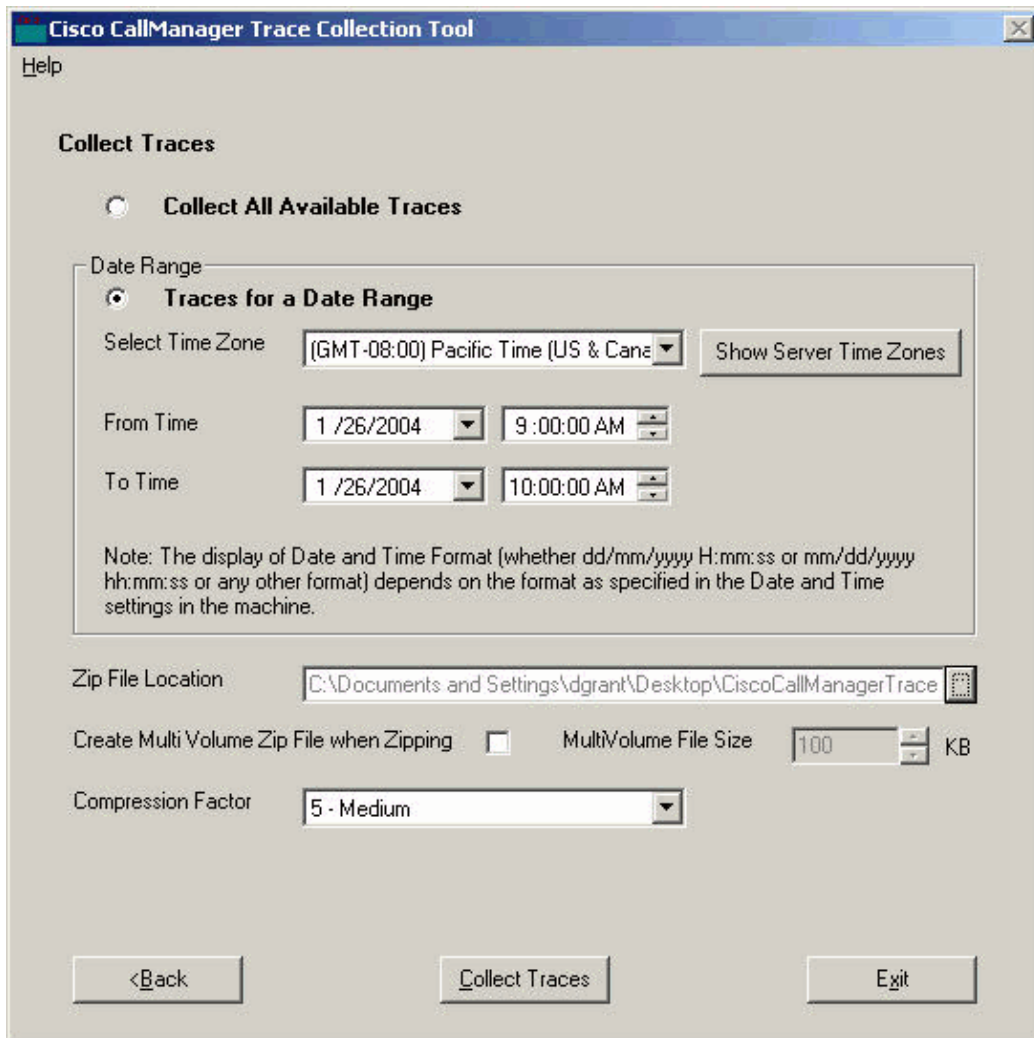 Cisco CallManager Trace Collection Tool
Help
Collect Traces
Collect All Available Traces
Date Range
Traces for a Date Range
Select Time Zone
(GMT-08:00) Pacific Time (US & Cana
Show Server Time Zones
From Time
1 /26/2004
9 :00:00 AM
To Time
1 /26/2004
10:00:00 AM
Note: The display of Date and Time Format (whether dd/mm/yyyy H:mm:ss or mm/dd/yyyy
hh:mm:ss or any other format) depends on the format as specified in the Date and Time
settings in the machine.
Zip File Location
C:\Documents and Settings\dgrant\Desktop\CiscoCallManagerTrace
Create Multi Volume Zip File when Zipping
MultiVolume File Size
100
KB
Compression Factor
5 - Medium
<Back
Collect Traces
Exit